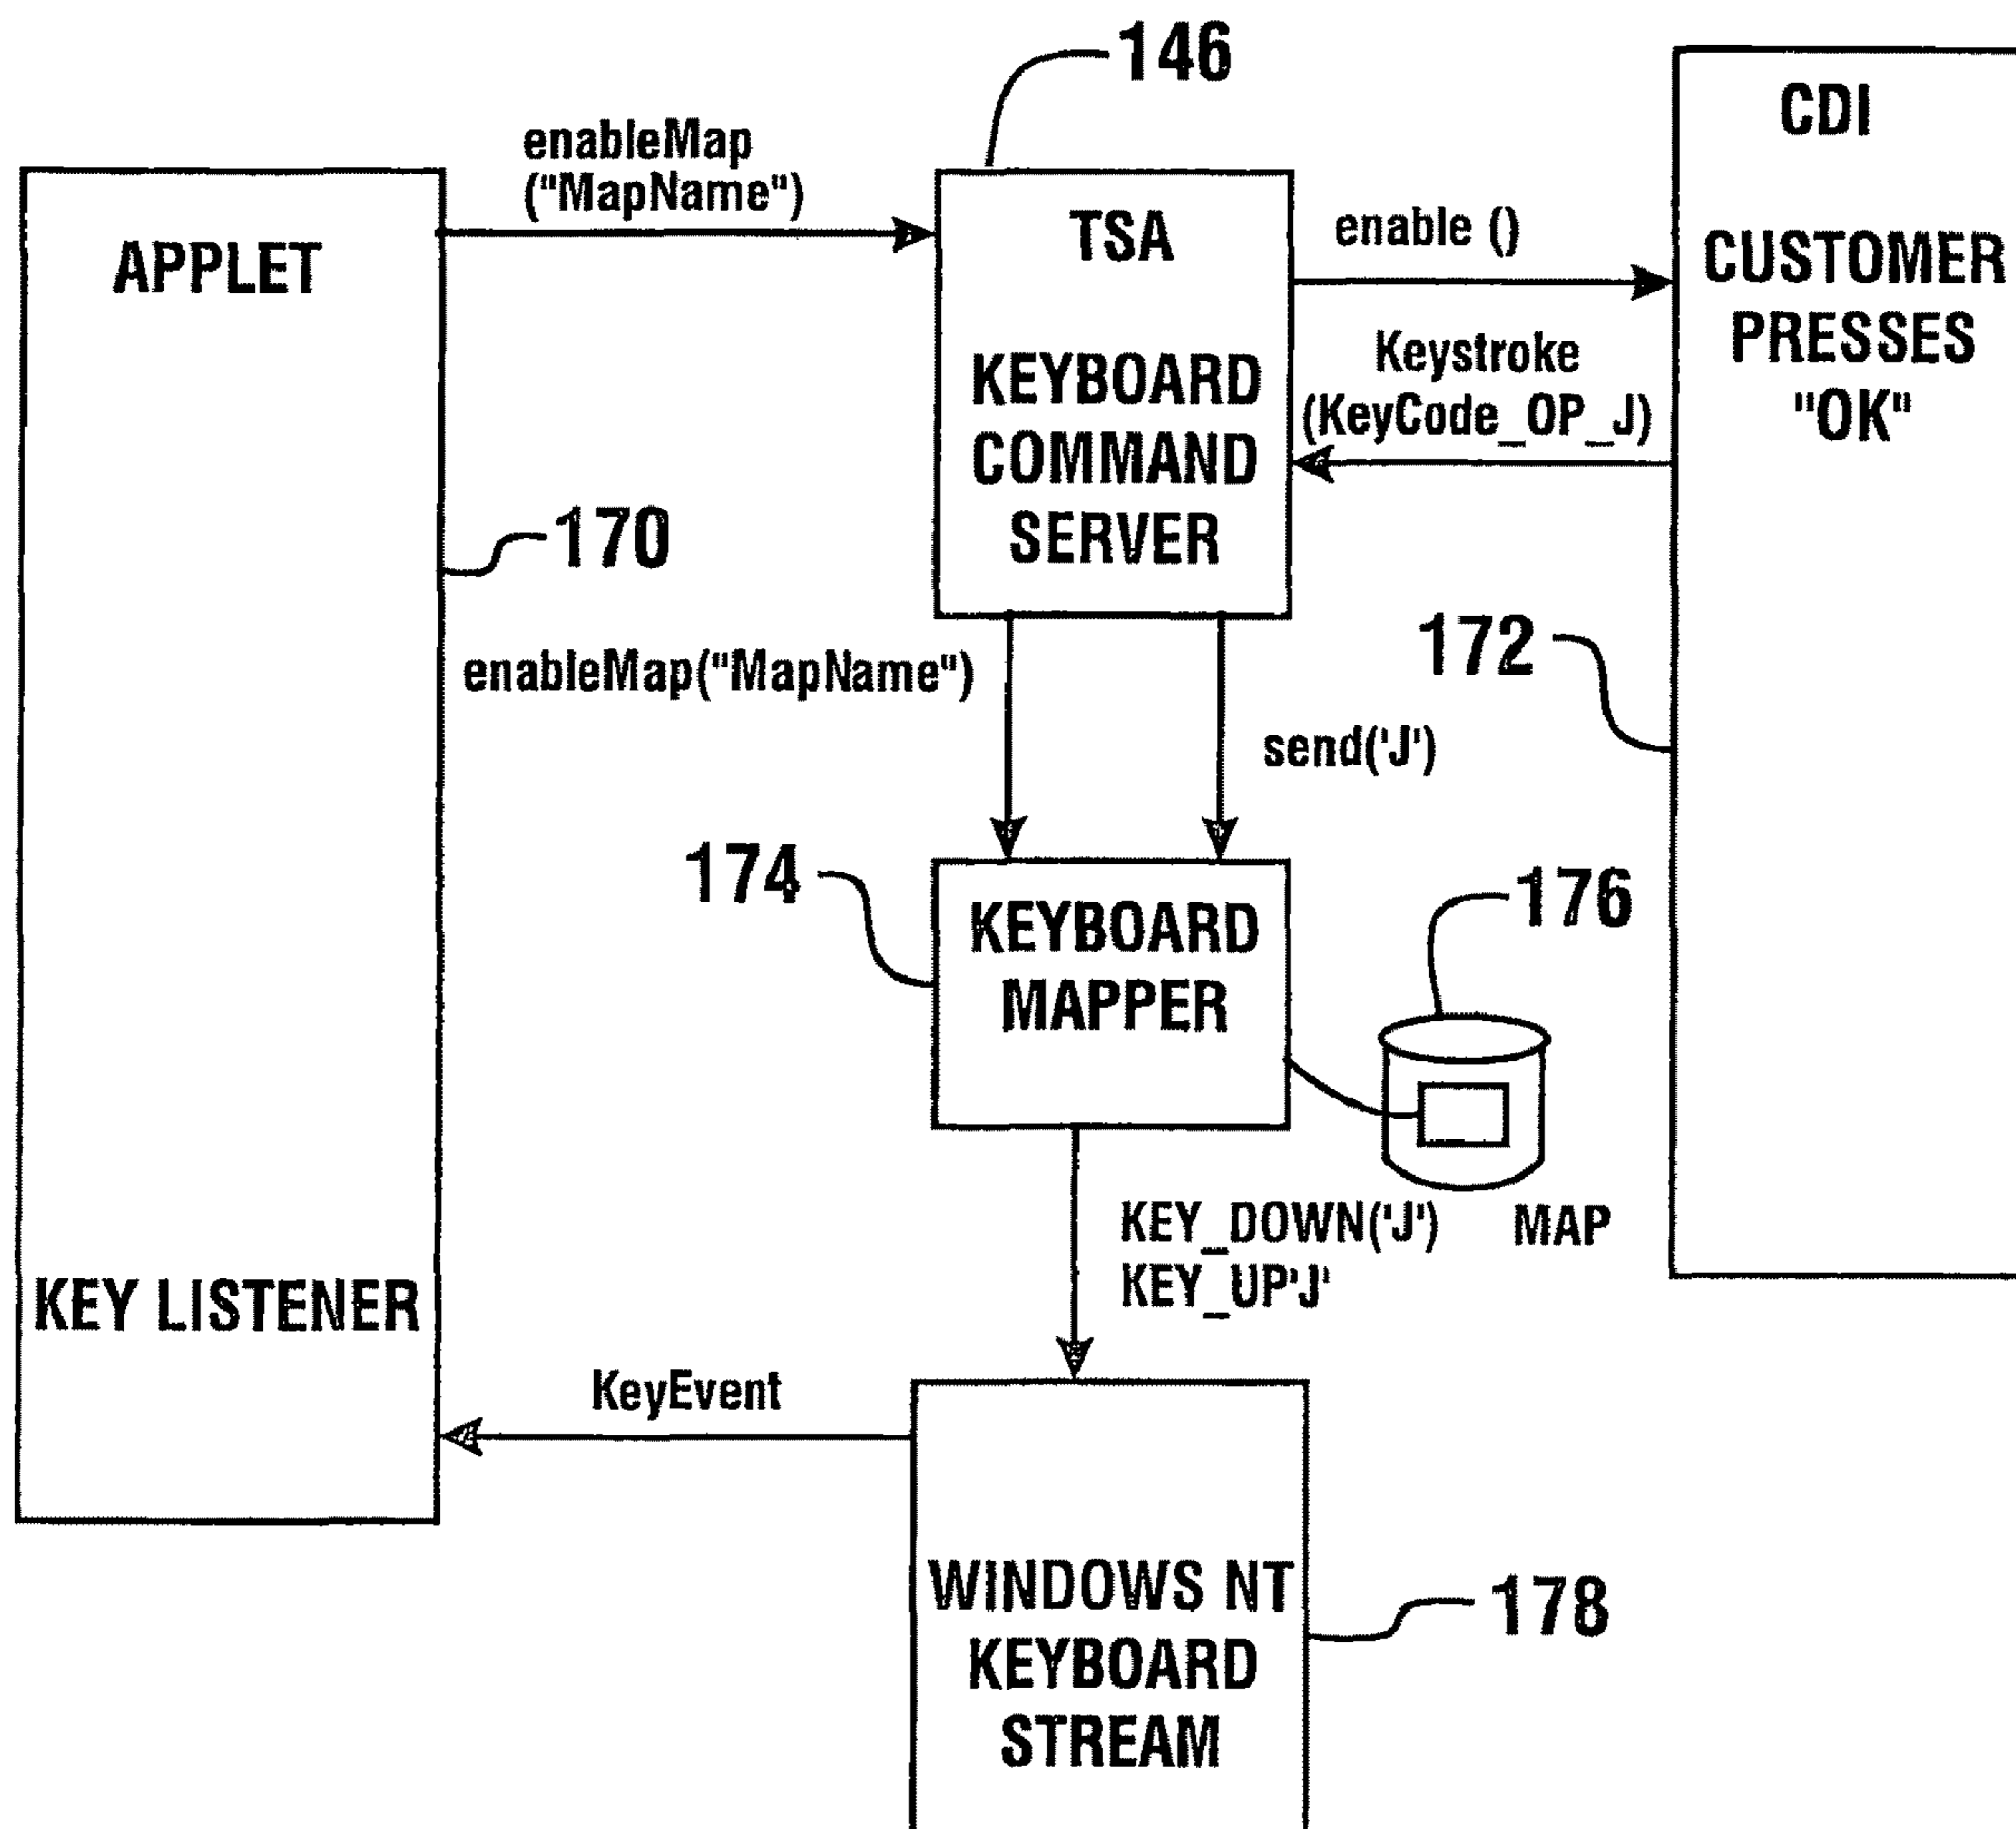 146
CDI
enableMap
("MapName")
APPLET
TSA
enable ()
CUSTOMER
PRESSES
"OK"
Keystroke
(KeyCode_OP_J)
KEYBOARD
COMMAND
SERVER
170
172
enableMap("MapName")
send('J')
174
KEYBOARD
MAPPER
176
KEY_DOWN('J')
KEY_UP'J'
MAP
KEY LISTENER
KeyEvent
WINDOWS NT
KEYBOARD
STREAM
178